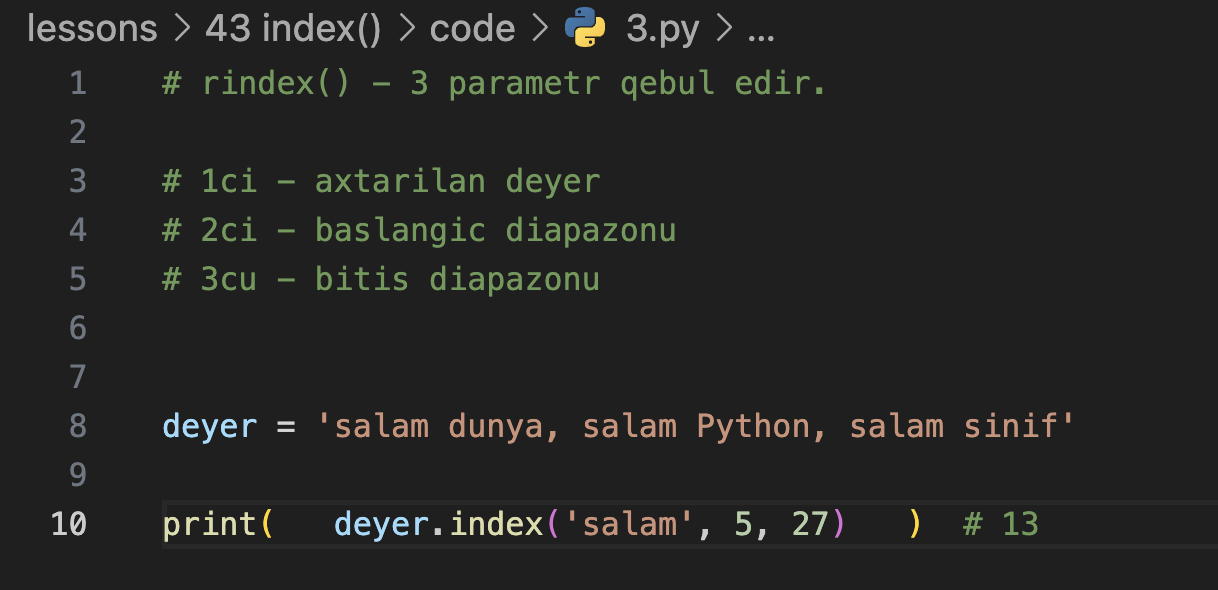 lessons > 43 index() > code > 3.py > ...
1 # rindex() - 3 parametr qebul edir.
2
3 # 1ci - axtarilan deyer
4 # 2ci - baslangic diapazonu
5 # 3cu - bitis diapazonu
6
7
8 deyer = 'salam dunya, salam Python, salam sinif'
9
10 print(   deyer.index('salam', 5, 27)   )  # 13